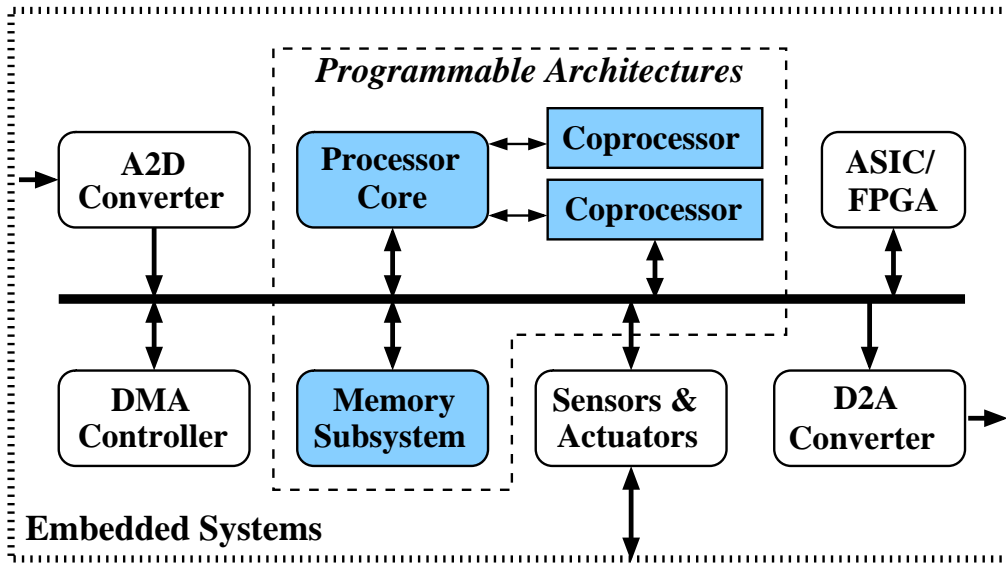 Programmable Architectures
A2D
Converter
Processor
Core
Coprocessor
Coprocessor
ASIC/
FPGA
DMA
Controller
Memory
Subsystem
Sensors &
Actuators
D2A
Converter
Embedded Systems